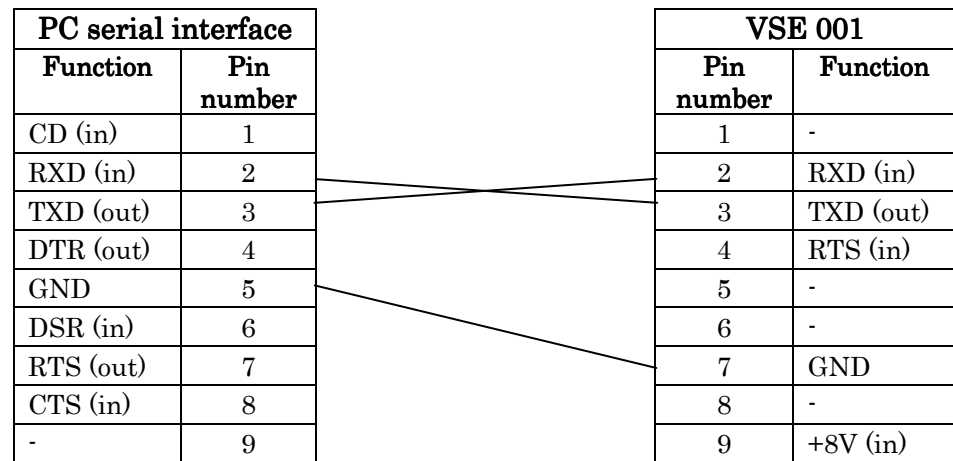 PC serial interface VSE 001
Function Pin number Pin number Function
CD (in) 1 1 -
RXD (in) 2 2 RXD (in)
TXD (out) 3 3 TXD (out)
DTR (out) 4 4 RTS (in)
GND 5 5 -
DSR (in) 6 6 -
RTS (out) 7 7 GND
CTS (in) 8 8 -
- 9 9 +8V (in)